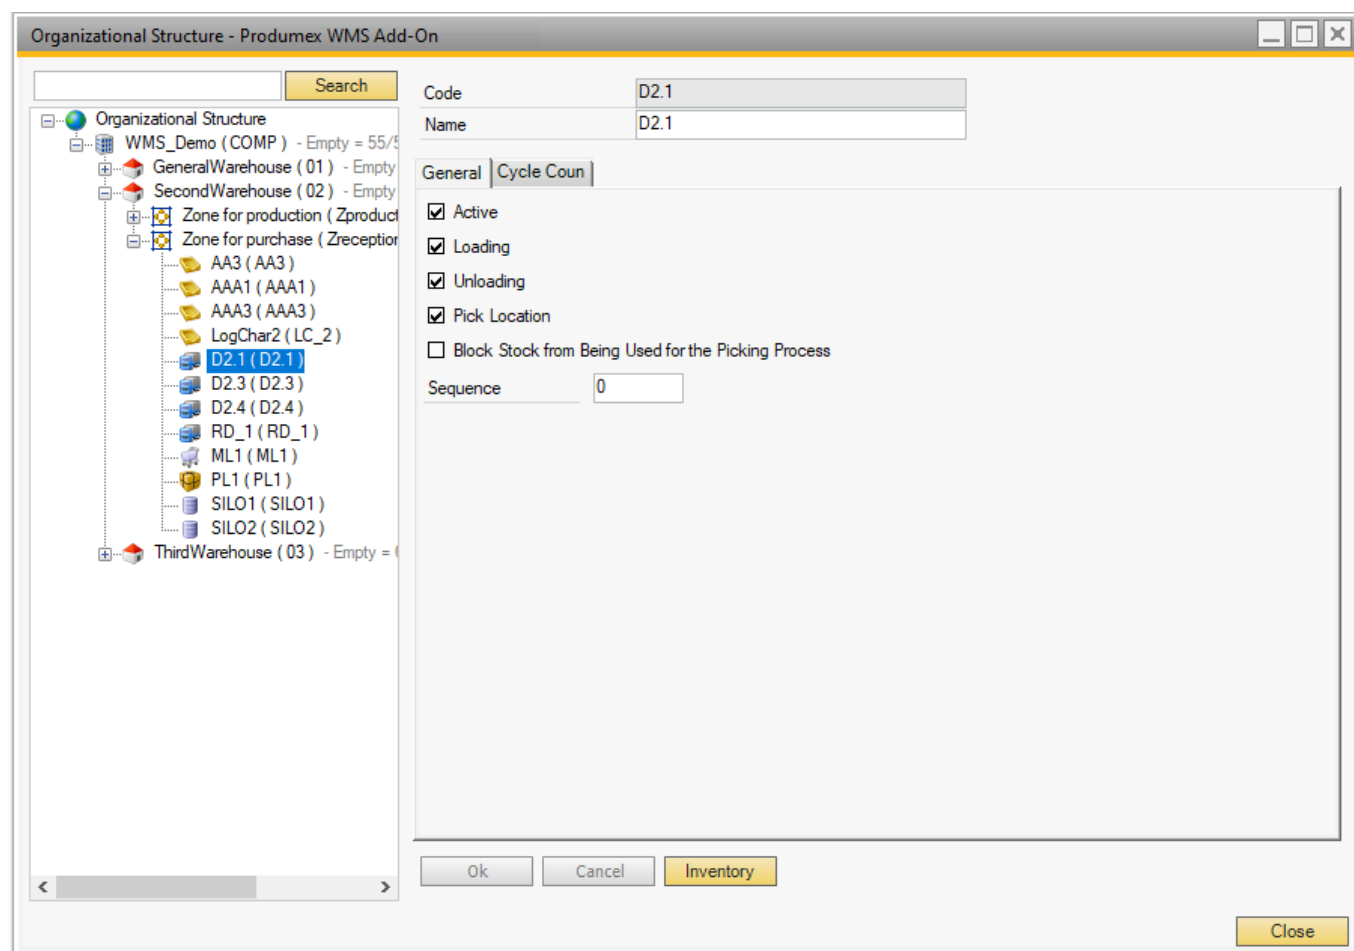 Organizational Structure - Produmex WMS Add-On
Search
Organizational Structure
WMS_Demo ( COMP ) - Empty = 55/5
GeneralWarehouse ( 01 ) - Empty
SecondWarehouse ( 02 ) - Empty
Zone for production ( Zproduct
Zone for purchase ( Zreception
AA3 ( AA3 )
AAA1 ( AAA1 )
AAA3 ( AAA3 )
LogChar2 ( LC_2 )
D2.1 ( D2.1 )
D2.3 ( D2.3 )
D2.4 ( D2.4 )
RD_1 ( RD_1 )
ML1 ( ML1 )
PL1 ( PL1 )
SILO1 ( SILO1 )
SILO2 ( SILO2 )
ThirdWarehouse ( 03 ) - Empty =
Code D2.1
Name D2.1
General Cycle Coun
Active
Loading
Unloading
Pick Location
Block Stock from Being Used for the Picking Process
Sequence 0
Ok Cancel Inventory
Close